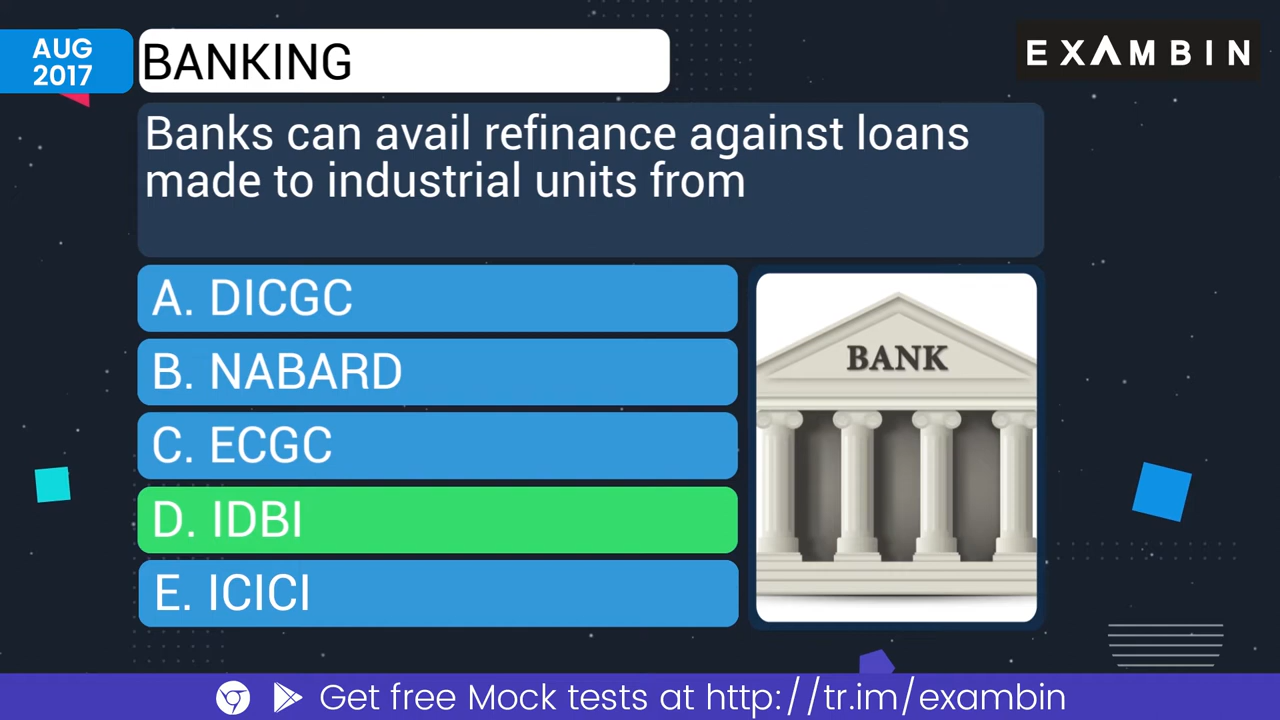 AUG
2017
BANKING
EXAMBIN
Banks can avail refinance against loans
made to industrial units from
A. DICGC
B. NABARD
C. ECGC
D. IDBI
E. ICICI
BANK
Get free Mock tests at http://tr.im/exambin